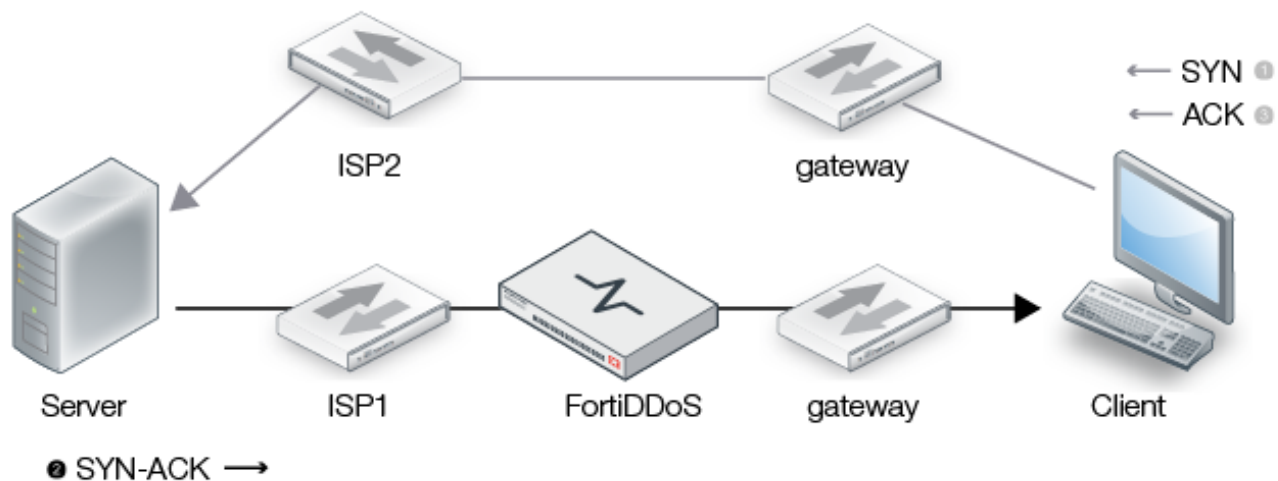 ← SYN 1
← ACK 3
ISP2
gateway
Server
ISP1
FortiDDoS
gateway
Client
2 SYN-ACK →